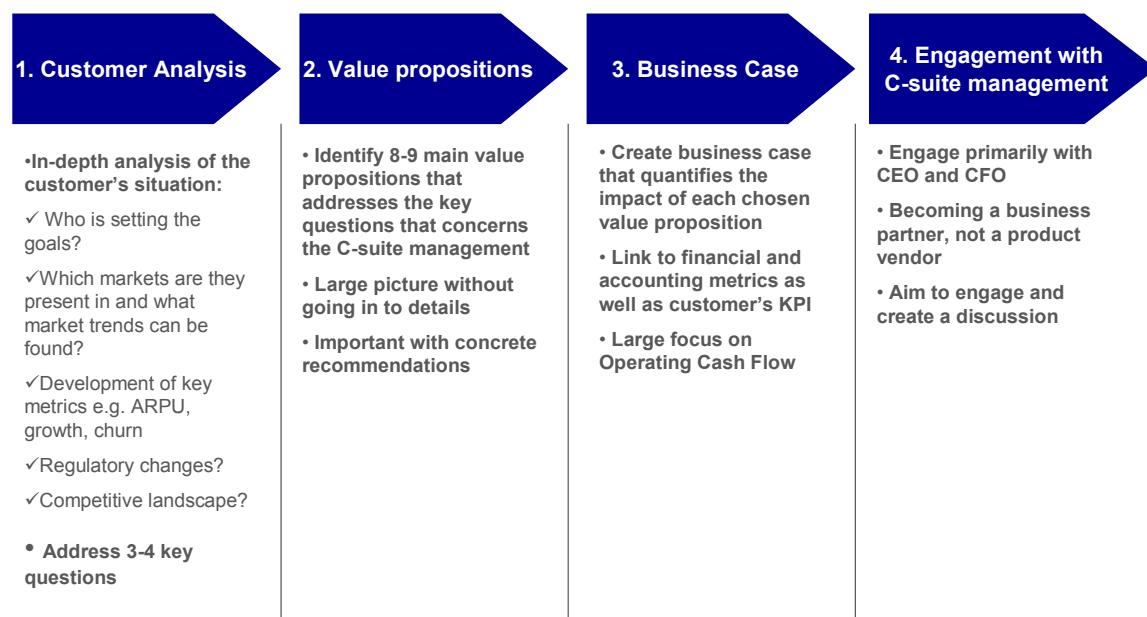 1. Customer Analysis
2. Value propositions
3. Business Case
4. Engagement with
C-suite management
•In-depth analysis of the
customer's situation:
✓ Who is setting the
goals?
✓Which markets are they
present in and what
market trends can be
found?
✓Development of key
metrics e.g. ARPU,
growth, churn
✓Regulatory changes?
✓Competitive landscape?
• Address 3-4 key
questions
• Identify 8-9 main value
propositions that
addresses the key
questions that concerns
the C-suite management
• Large picture without
going in to details
• Important with concrete
recommendations
• Create business case
that quantifies the
impact of each chosen
value proposition
• Link to financial and
accounting metrics as
well as customer's KPI
• Large focus on
Operating Cash Flow
• Engage primarily with
CEO and CFO
• Becoming a business
partner, not a product
vendor
• Aim to engage and
create a discussion